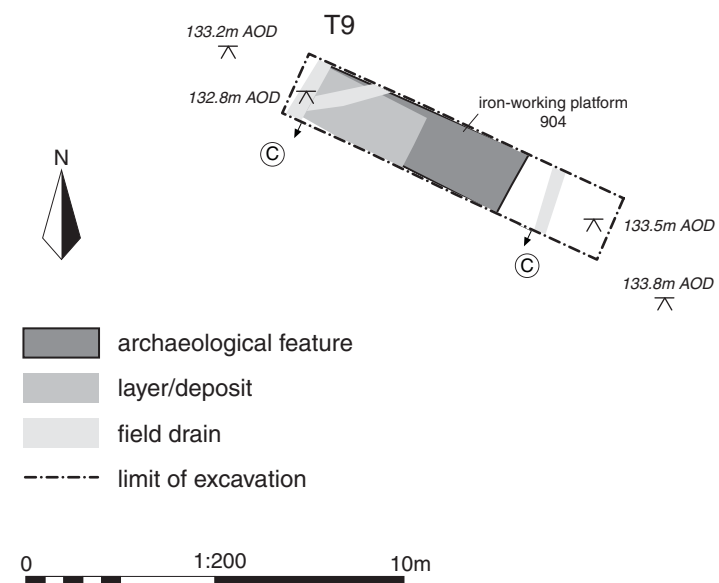 T9
133.2m AOD
132.8m AOD
iron-working platform
904
C
N
133.5m AOD
C
133.8m AOD
archaeological feature
layer/deposit
field drain
limit of excavation
0 1:200 10m